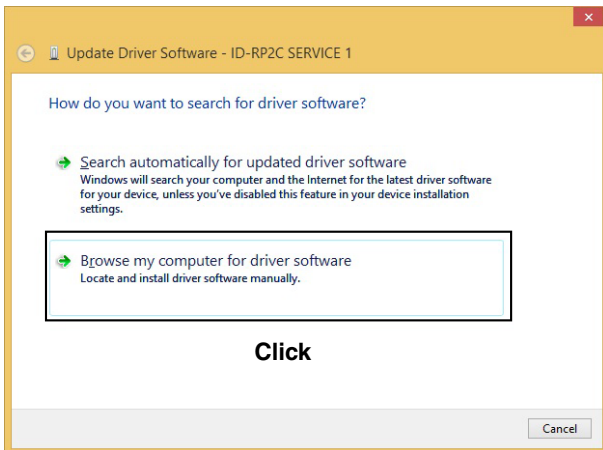 Update Driver Software - ID-RP2C SERVICE 1
How do you want to search for driver software?
Search automatically for updated driver software
Windows will search your computer and the Internet for the latest driver software
for your device, unless you've disabled this feature in your device installation
settings.
Browse my computer for driver software
Locate and install driver software manually.
Click
Cancel